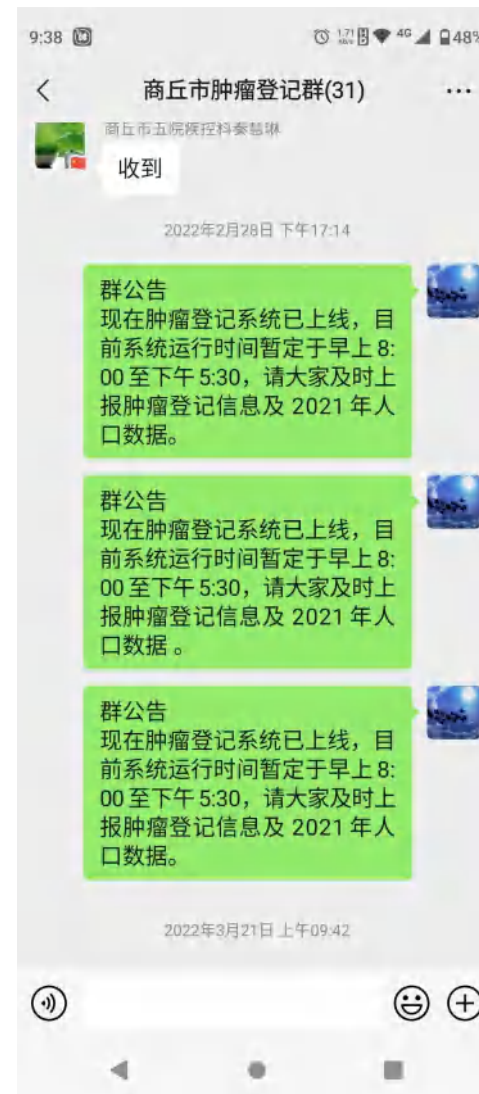 9:38
1.71
4G
48%
商丘市肿瘤登记群(31)
商丘市五院疾控科秦慧琳
收到
2022年2月28日 下午17:14
群公告
现在肿瘤登记系统已上线，目
前系统运行时间暂定于早上8:
00至下午5:30，请大家及时上
报肿瘤登记信息及 2021 年人
口数据。
群公告
现在肿瘤登记系统已上线，目
前系统运行时间暂定于早上8:
00至下午5:30，请大家及时上
报肿瘤登记信息及 2021 年人
口数据 。
群公告
现在肿瘤登记系统已上线，目
前系统运行时间暂定于早上8:
00至下午5:30，请大家及时上
报肿瘤登记信息及 2021 年人
口数据。
2022年3月21日 上午09:42